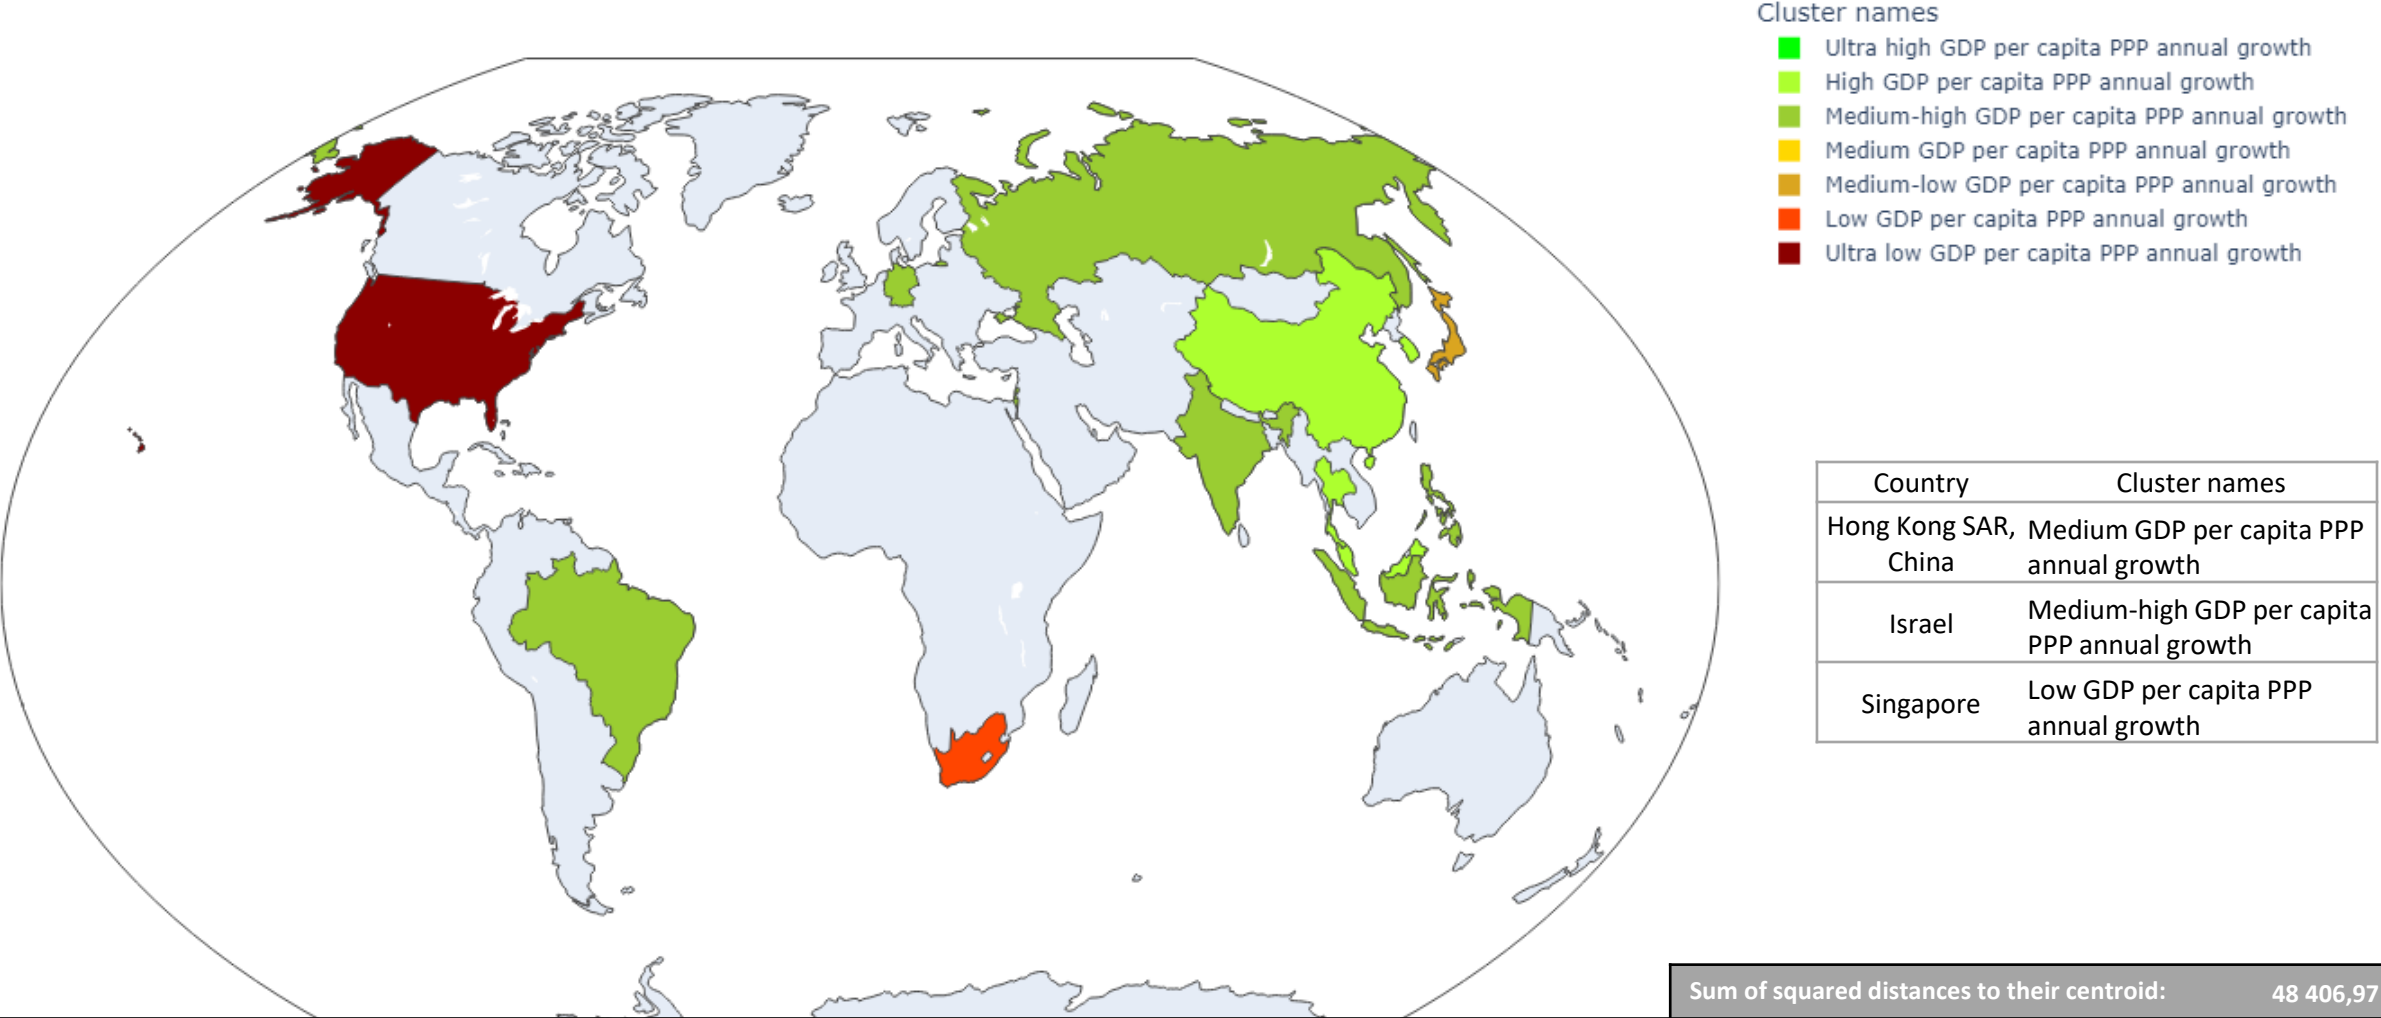 Cluster names
Ultra high GDP per capita PPP annual growth
High GDP per capita PPP annual growth
Medium-high GDP per capita PPP annual growth
Medium GDP per capita PPP annual growth
Medium-low GDP per capita PPP annual growth
Low GDP per capita PPP annual growth
Ultra low GDP per capita PPP annual growth
Country Cluster names
Hong Kong SAR, Medium GDP per capita PPP
China annual growth
Israel Medium-high GDP per capita
PPP annual growth
Singapore Low GDP per capita PPP
annual growth
Sum of squared distances to their centroid: 48 406,97